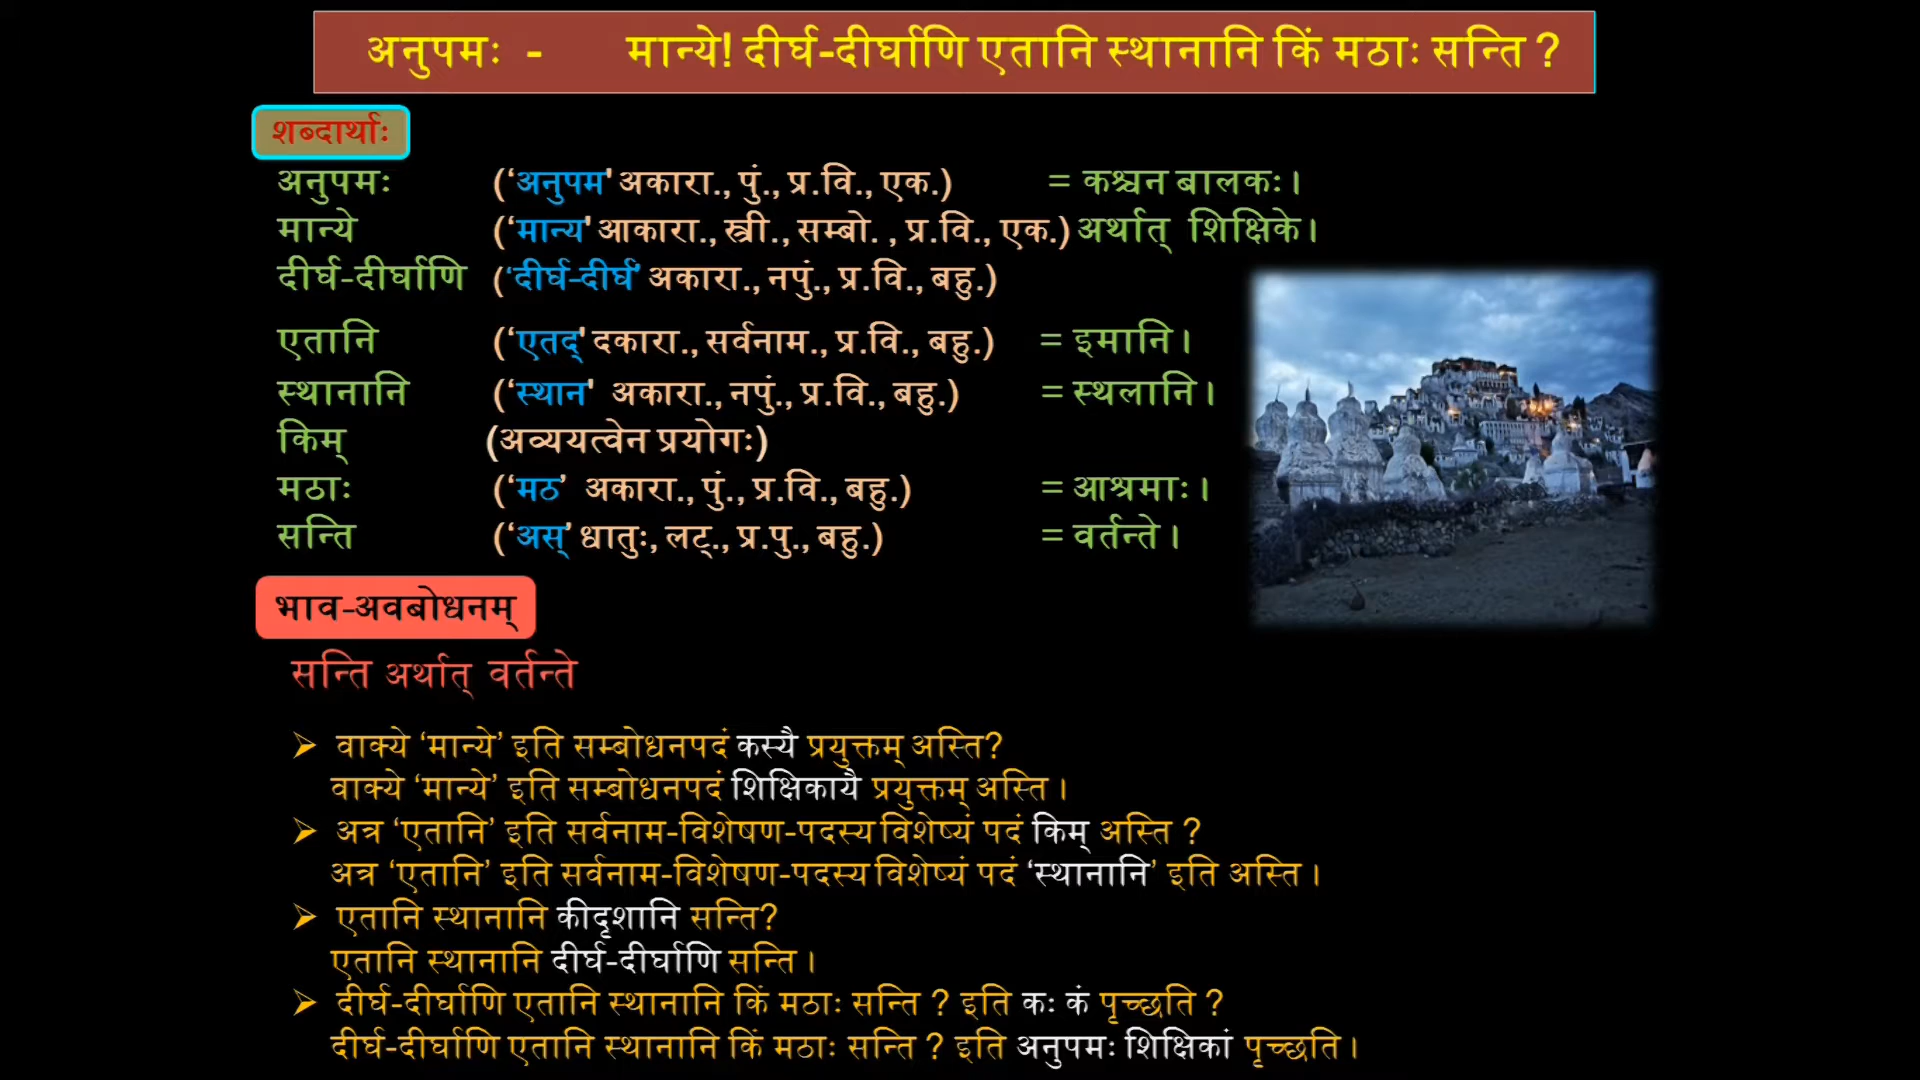 अनुपमः - मान्ये! दीर्घ-दीर्घाणि एतानि स्थानानि किं मठाः सन्ति ?
शब्दार्थाः
अनुपमः (‘अनुपम' अकारा., पुं., प्र.वि., एक.) = कश्चन बालकः।
मान्ये (‘मान्य' आकारा., स्त्री., सम्बो. , प्र.वि., एक.) अर्थात् शिक्षिके।
दीर्घ-दीर्घाणि (‘दीर्घ-दीर्घ’ अकारा., नपुं., प्र.वि., बहु.)
एतानि (‘एतद्' दकारा., सर्वनाम., प्र.वि., बहु.) = इमानि।
स्थानानि (‘स्थान' अकारा., नपुं., प्र.वि., बहु.) = स्थलानि।
किम् (अव्ययत्वेन प्रयोगः)
मठाः (‘मठ’ अकारा., पुं., प्र.वि., बहु.) = आश्रमाः।
सन्ति (‘अस्’ धातुः, लट्., प्र.पु., बहु.) = वर्तन्ते।
भाव-अवबोधनम्
सन्ति अर्थात् वर्तन्ते
➢ वाक्ये ‘मान्ये’ इति सम्बोधनपदं कस्यै प्रयुक्तम् अस्ति?
वाक्ये ‘मान्ये’ इति सम्बोधनपदं शिक्षिकायै प्रयुक्तम् अस्ति।
➢ अत्र ‘एतानि’ इति सर्वनाम-विशेषण-पदस्य विशेष्यं पदं किम् अस्ति ?
अत्र ‘एतानि’ इति सर्वनाम-विशेषण-पदस्य विशेष्यं पदं ‘स्थानानि’ इति अस्ति।
➢ एतानि स्थानानि कीदृशानि सन्ति?
एतानि स्थानानि दीर्घ-दीर्घाणि सन्ति।
➢ दीर्घ-दीर्घाणि एतानि स्थानानि किं मठाः सन्ति ? इति कः कं पृच्छति ?
दीर्घ-दीर्घाणि एतानि स्थानानि किं मठाः सन्ति ? इति अनुपमः शिक्षिकां पृच्छति।